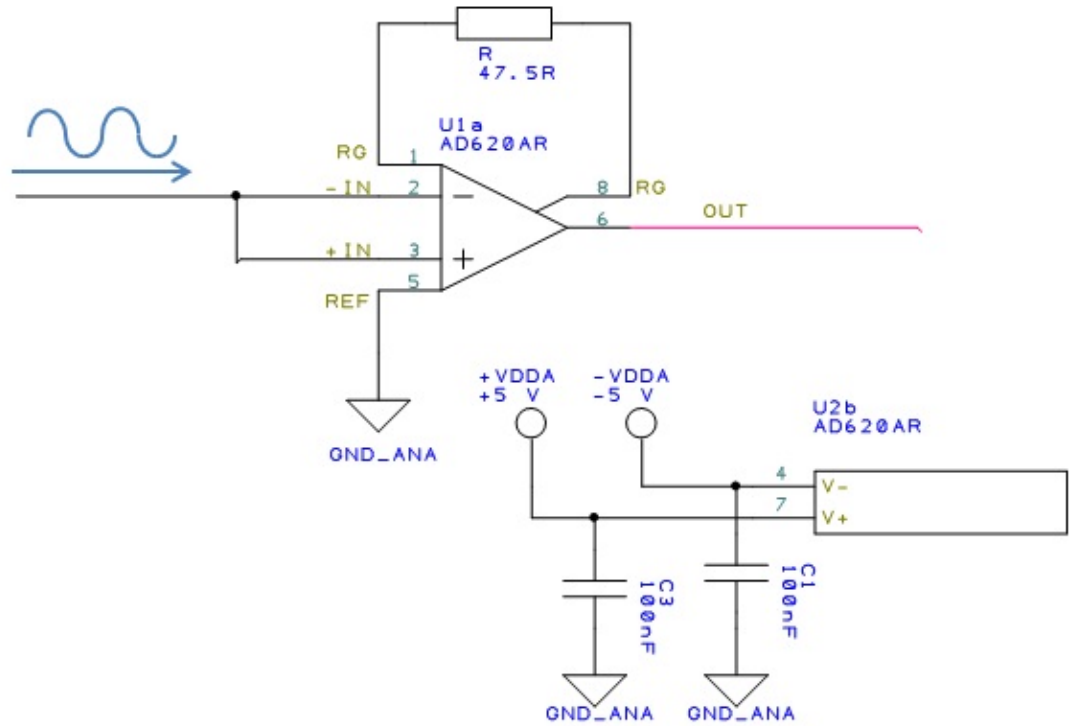 R
47.5R
U1a
AD620AR
RG 1
-IN 2
8 RG
6 OUT
+IN 3
5
REF
GND_ANA
+VDDA
+5 V
-VDDA
-5 V
U2b
AD620AR
4 V-
7 V+
C3
100nF
C1
100nF
GND_ANA
GND_ANA